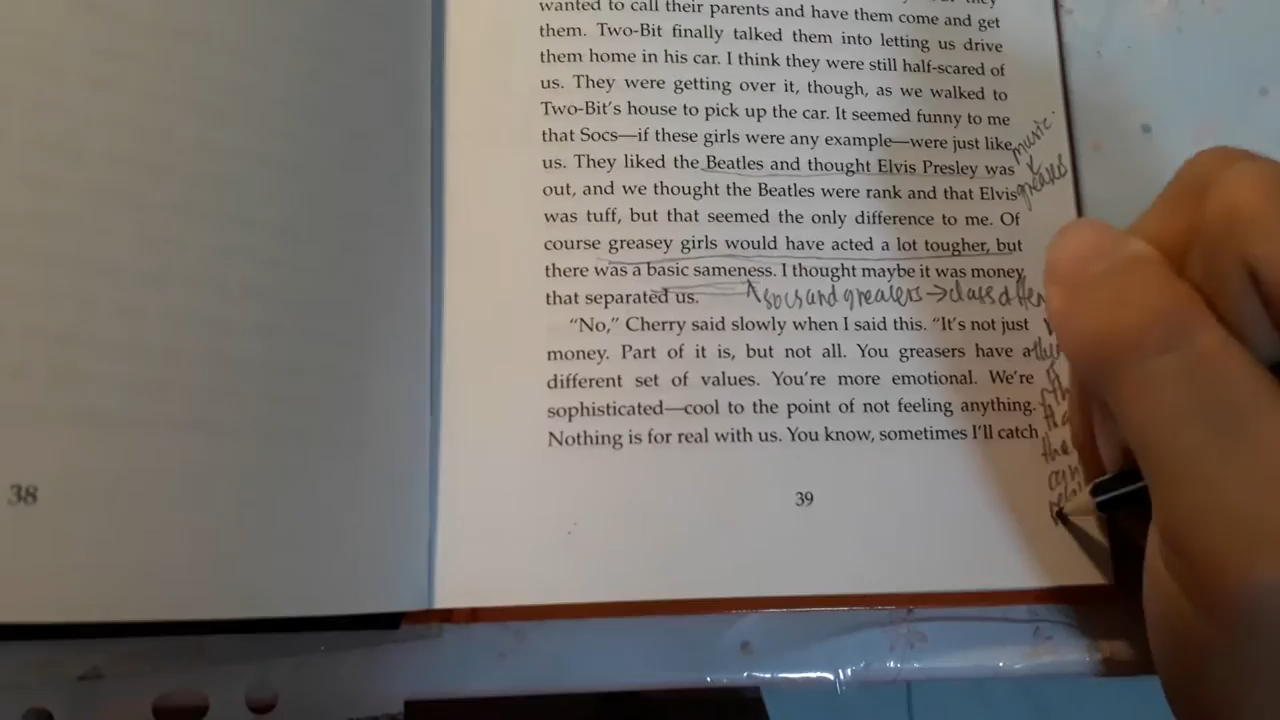 wanted to call their parents and have them come and get
them. Two-Bit finally talked them into letting us drive
them home in his car. I think they were still half-scared of
us. They were getting over it, though, as we walked to
Two-Bit's house to pick up the car. It seemed funny to me
that Socs—if these girls were any example—were just like
us. They liked the Beatles and thought Elvis Presley was
out, and we thought the Beatles were rank and that Elvis
was tuff, but that seemed the only difference to me. Of
course greasey girls would have acted a lot tougher, but
there was a basic sameness. I thought maybe it was money
that separated us.
"No," Cherry said slowly when I said this. "It's not just
money. Part of it is, but not all. You greasers have a
different set of values. You're more emotional. We're
sophisticated—cool to the point of not feeling anything.
Nothing is for real with us. You know, sometimes I'll catch
38
39
music.
socs and greasers → class
the